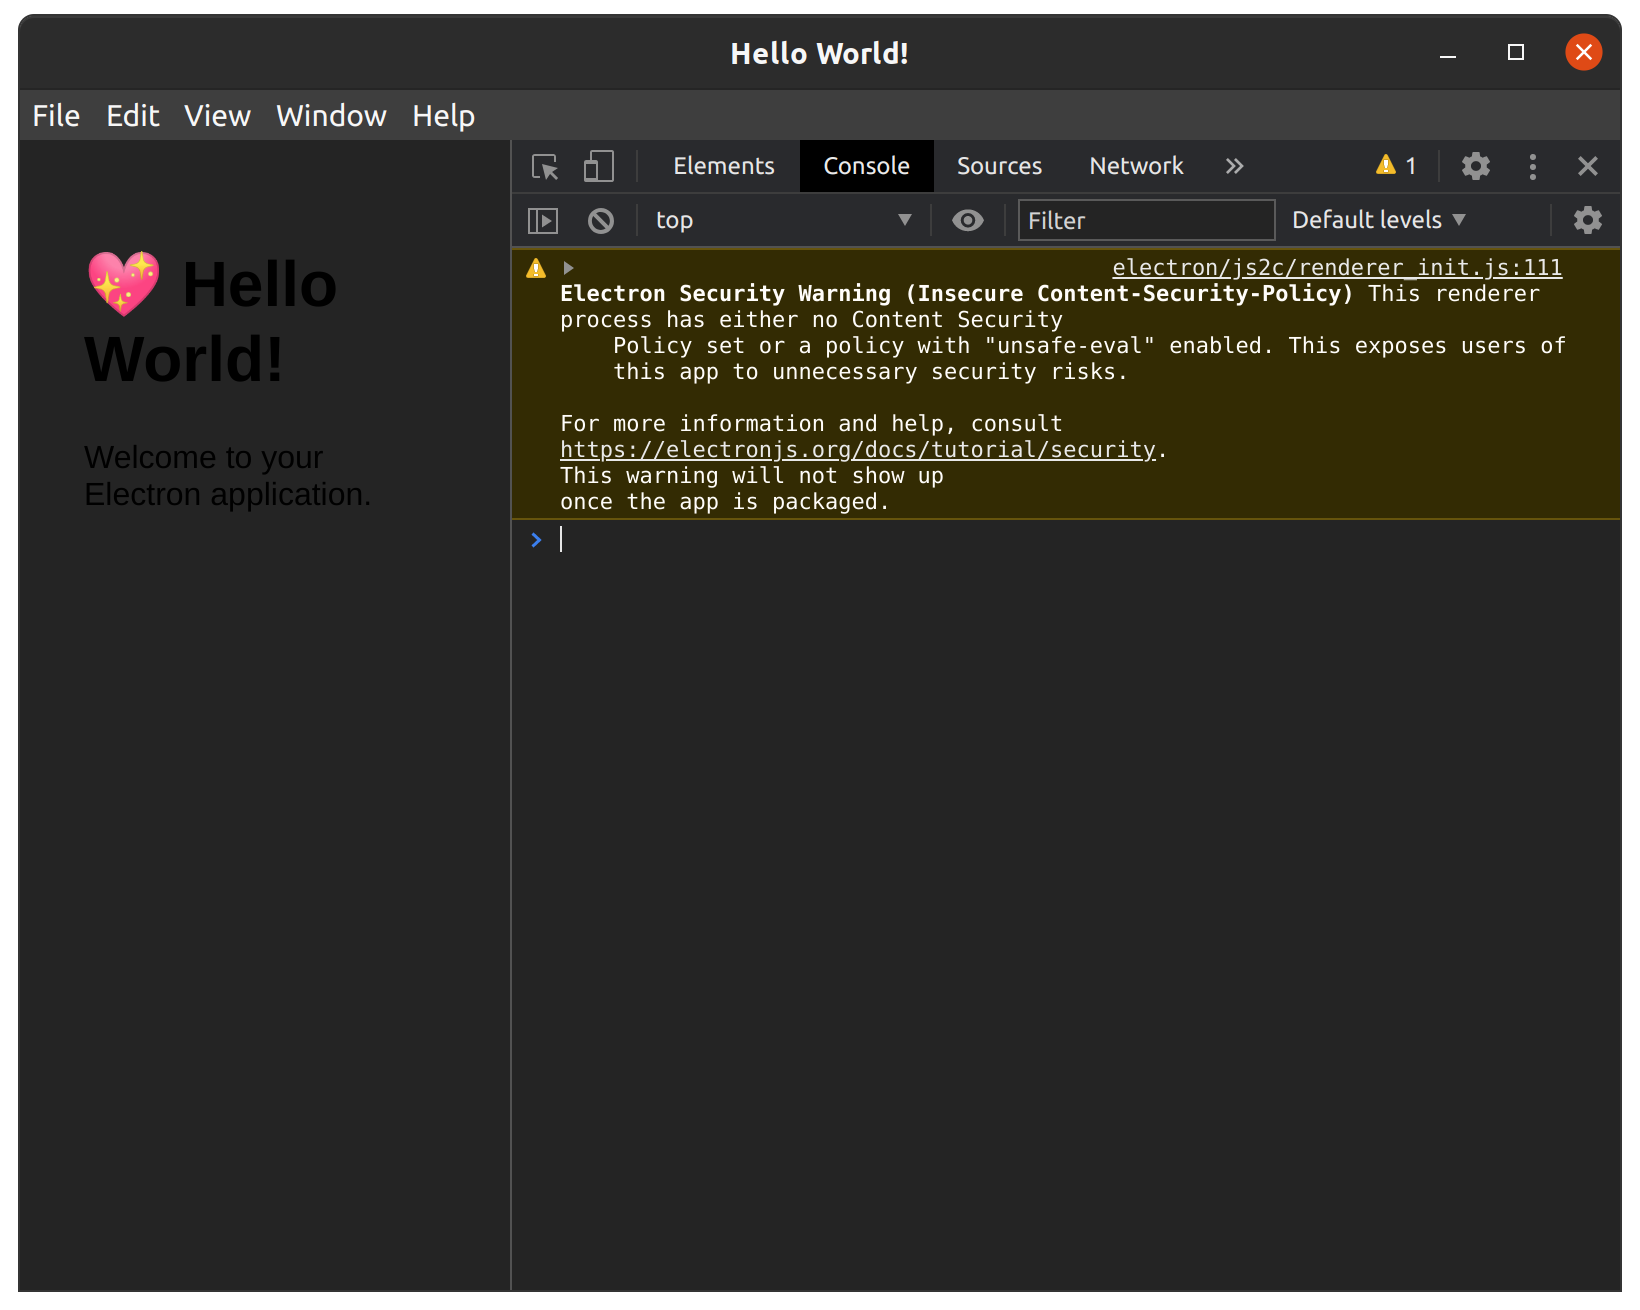 Hello World!
File Edit View Window Help
💖 Hello
World!
Welcome to your
Electron application.
Elements Console Sources Network » 1
top Filter Default levels
electron/js2c/renderer_init.js:111
Electron Security Warning (Insecure Content-Security-Policy) This renderer
process has either no Content Security
Policy set or a policy with "unsafe-eval" enabled. This exposes users of
this app to unnecessary security risks.
For more information and help, consult
https://electronjs.org/docs/tutorial/security.
This warning will not show up
once the app is packaged.